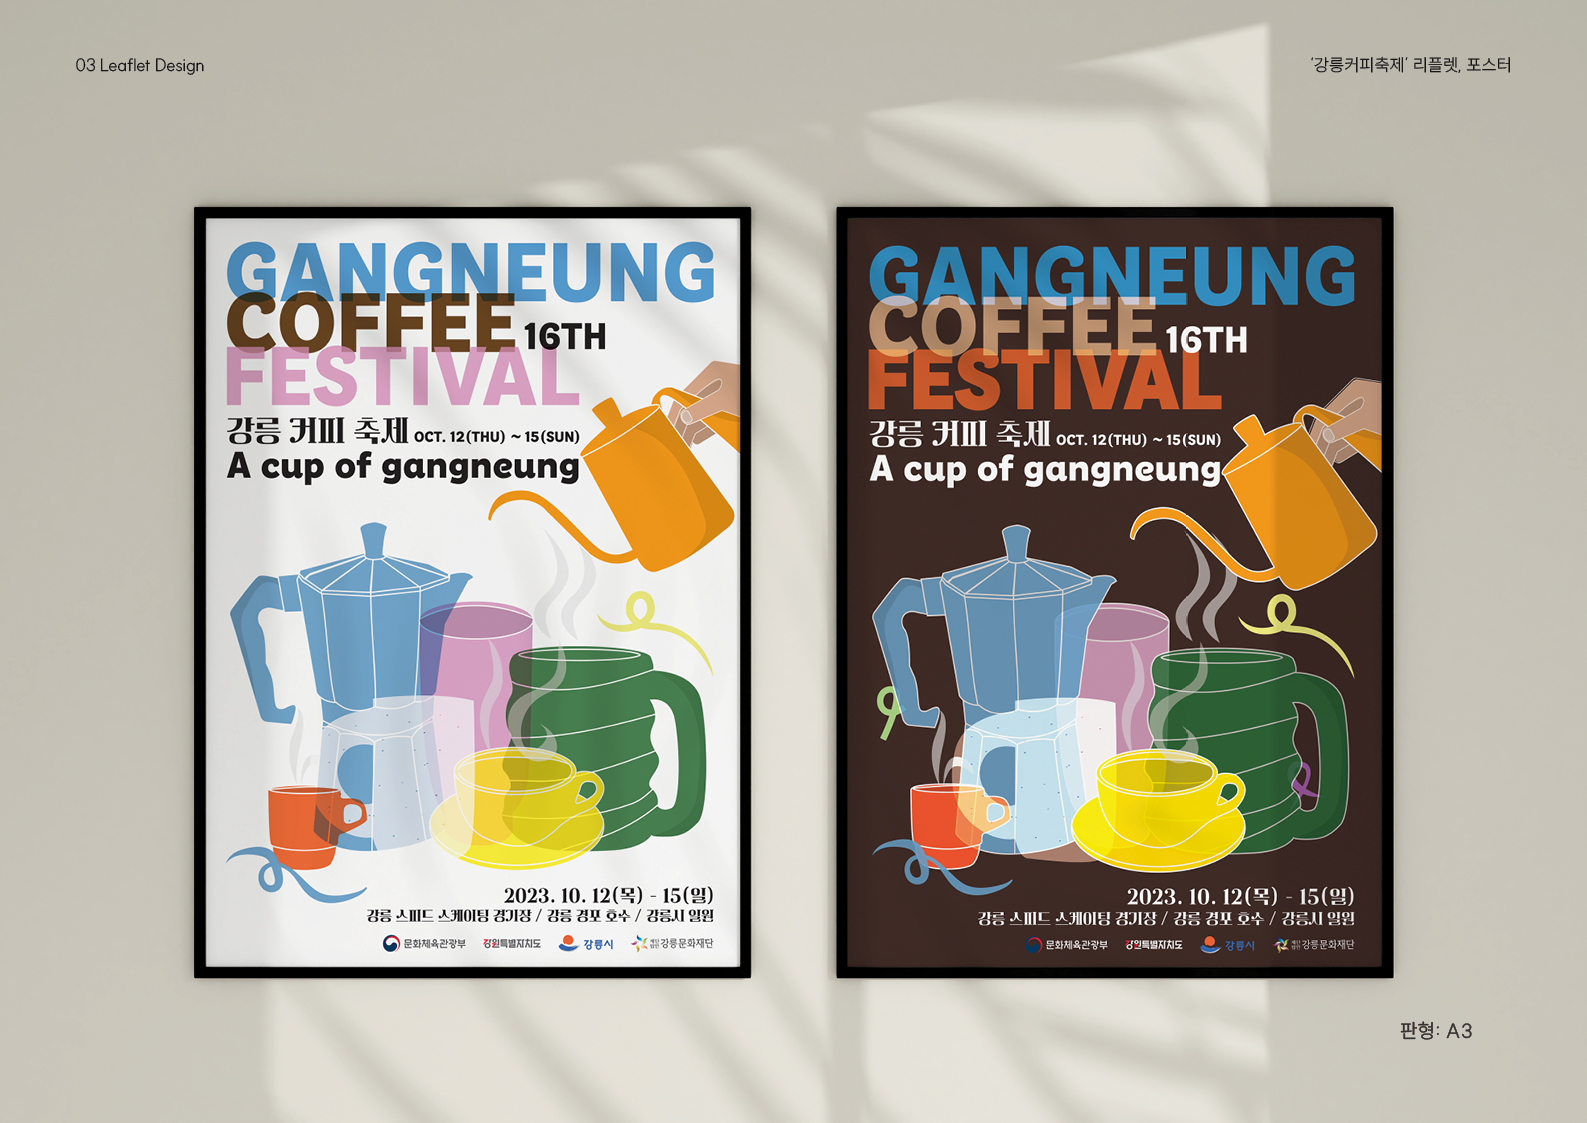 03 Leaflet Design
'강릉커피축제' 리플렛, 포스터
GANGNEUNG
COFFEE 16TH
FESTIVAL
강릉 커피 축제 OCT. 12(THU) ~ 15(SUN)
A cup of gangneung
2023. 10. 12(목) - 15(일)
강릉 스피드 스케이팅 경기장 / 강릉 경포 호수 / 강릉시 일원
문화체육관광부 강원특별자치도 강릉시 강릉문화재단
GANGNEUNG
COFFEE 16TH
FESTIVAL
강릉 커피 축제 OCT. 12(THU) ~ 15(SUN)
A cup of gangneung
2023. 10. 12(목) - 15(일)
강릉 스피드 스케이팅 경기장 / 강릉 경포 호수 / 강릉시 일원
문화체육관광부 강원특별자치도 강릉시 강릉문화재단
판형: A3